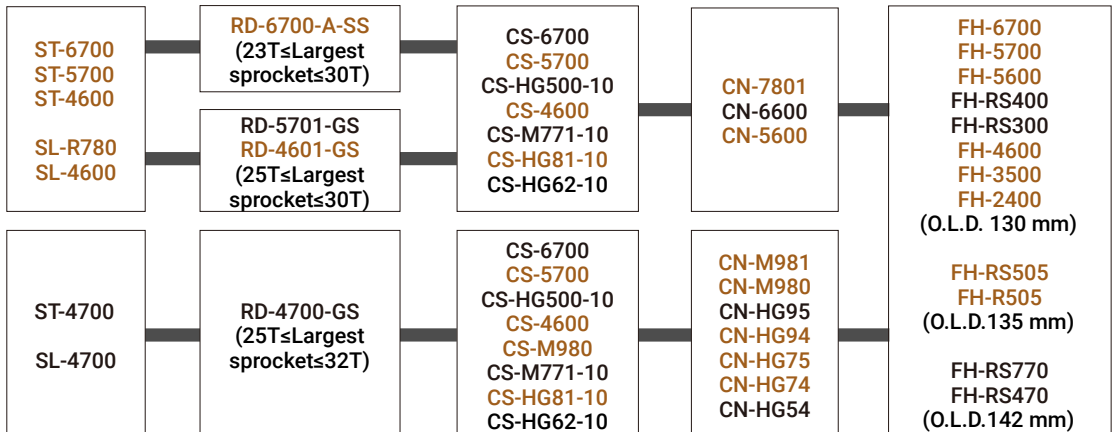 ST-6700
ST-5700
ST-4600
SL-R780
SL-4600
RD-6700-A-SS
(23T≤Largest
sprocket≤30T)
RD-5701-GS
RD-4601-GS
(25T≤Largest
sprocket≤30T)
CS-6700
CS-5700
CS-HG500-10
CS-4600
CS-M771-10
CS-HG81-10
CS-HG62-10
CN-7801
CN-6600
CN-5600
FH-6700
FH-5700
FH-5600
FH-RS400
FH-RS300
FH-4600
FH-3500
FH-2400
(O.L.D. 130 mm)
FH-RS505
FH-R505
(O.L.D.135 mm)
FH-RS770
FH-RS470
(O.L.D.142 mm)
ST-4700
SL-4700
RD-4700-GS
(25T≤Largest
sprocket≤32T)
CS-6700
CS-5700
CS-HG500-10
CS-4600
CS-M980
CS-M771-10
CS-HG81-10
CS-HG62-10
CN-M981
CN-M980
CN-HG95
CN-HG94
CN-HG75
CN-HG74
CN-HG54